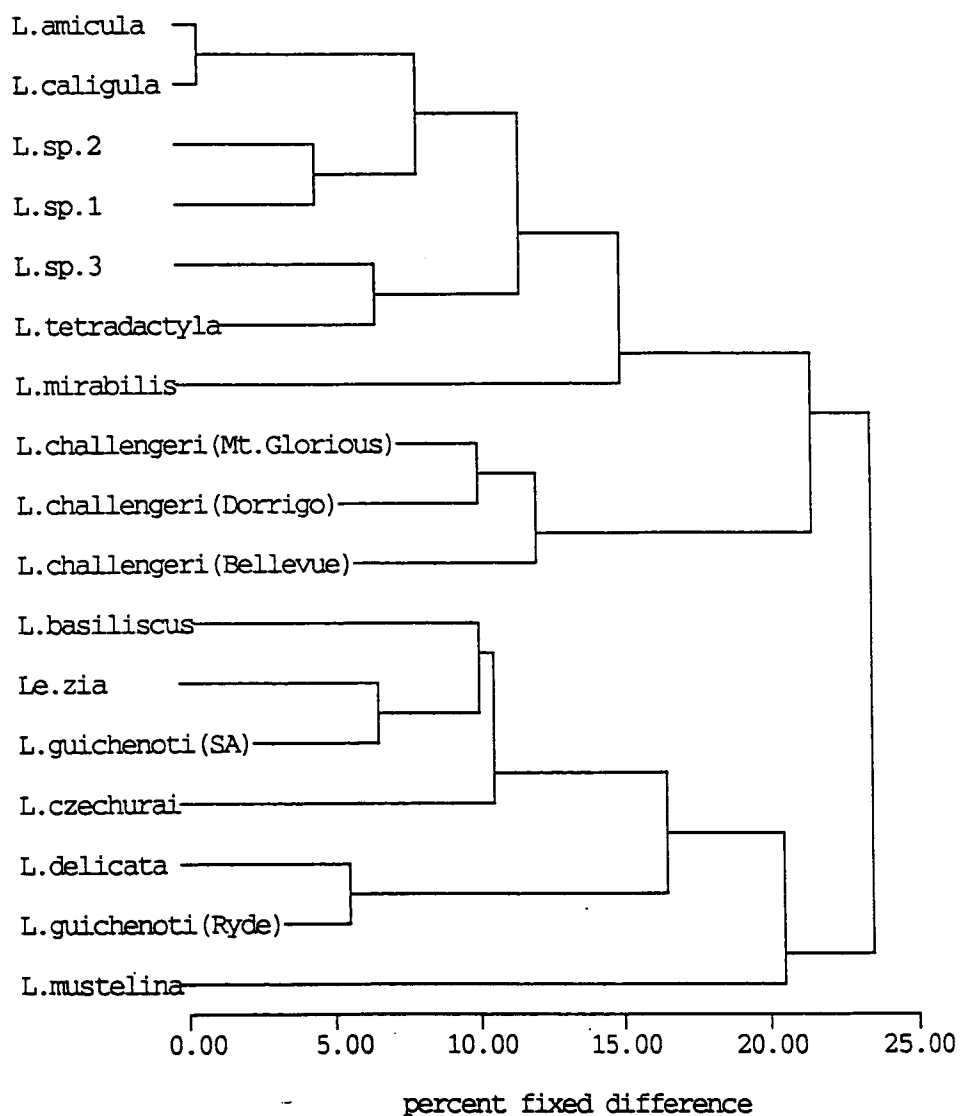 L.amicula
L.caligula
L.sp.2
L.sp.1
L.sp.3
L.tetradactyla
L.mirabilis
L.challengeri(Mt.Glorious)
L.challengeri(Dorrigo)
L.challengeri(Bellevue)
L.basiliscus
Le.zia
L.guichenoti(SA)
L.czechurai
L.delicata
L.guichenoti(Ryde)
L.mustelina
0.00 5.00 10.00 15.00 20.00 25.00
percent fixed difference